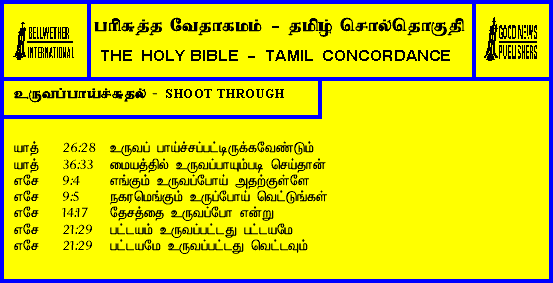 BELLWETHER
INTERNATIONAL
பரிசுத்த வேதாகமம் - தமிழ் சொல்தொகுதி
THE HOLY BIBLE - TAMIL CONCORDANCE
GOOD NEWS
PUBLISHERS
உருவப்பாய்ச்சுதல் - SHOOT THROUGH
யாத் 26:28 உருவப் பாய்ச்சப்பட்டிருக்கவேண்டும்
யாத் 36:33 மையத்தில் உருவப்பாயும்படி செய்தான்
எசே 9:4 எங்கும் உருவப்போய் அதற்குள்ளே
எசே 9:5 நகரமெங்கும் உருப்போய் வெட்டுங்கள்
எசே 14:17 தேசத்தை உருவப்போ என்று
எசே 21:29 பட்டயம் உருவப்பட்டது பட்டயமே
எசே 21:29 பட்டயமே உருவப்பட்டது வெட்டவும்